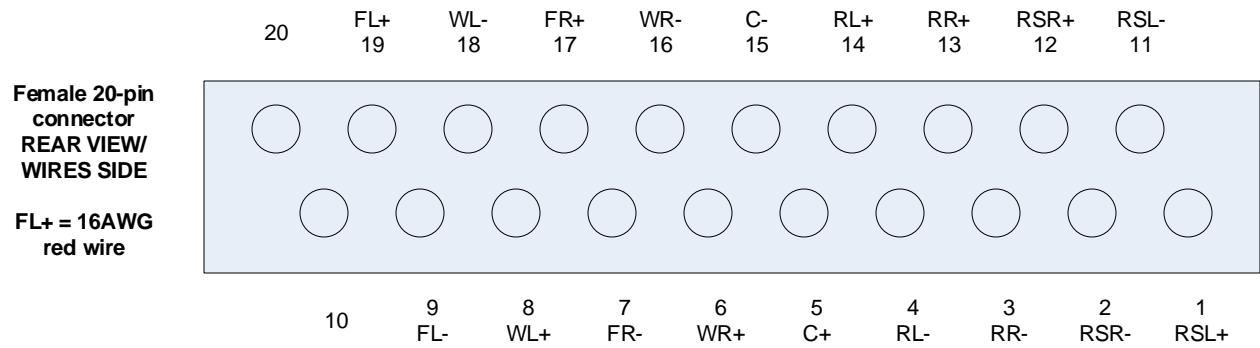 FL+ WL- FR+ WR- C- RL+ RR+ RSR+ RSL-
20 19 18 17 16 15 14 13 12 11
Female 20-pin
connector
REAR VIEW/
WIRES SIDE
FL+ = 16AWG
red wire
10 9 8 7 6 5 4 3 2 1
FL- WL+ FR- WR+ C+ RL- RR- RSR- RSL+